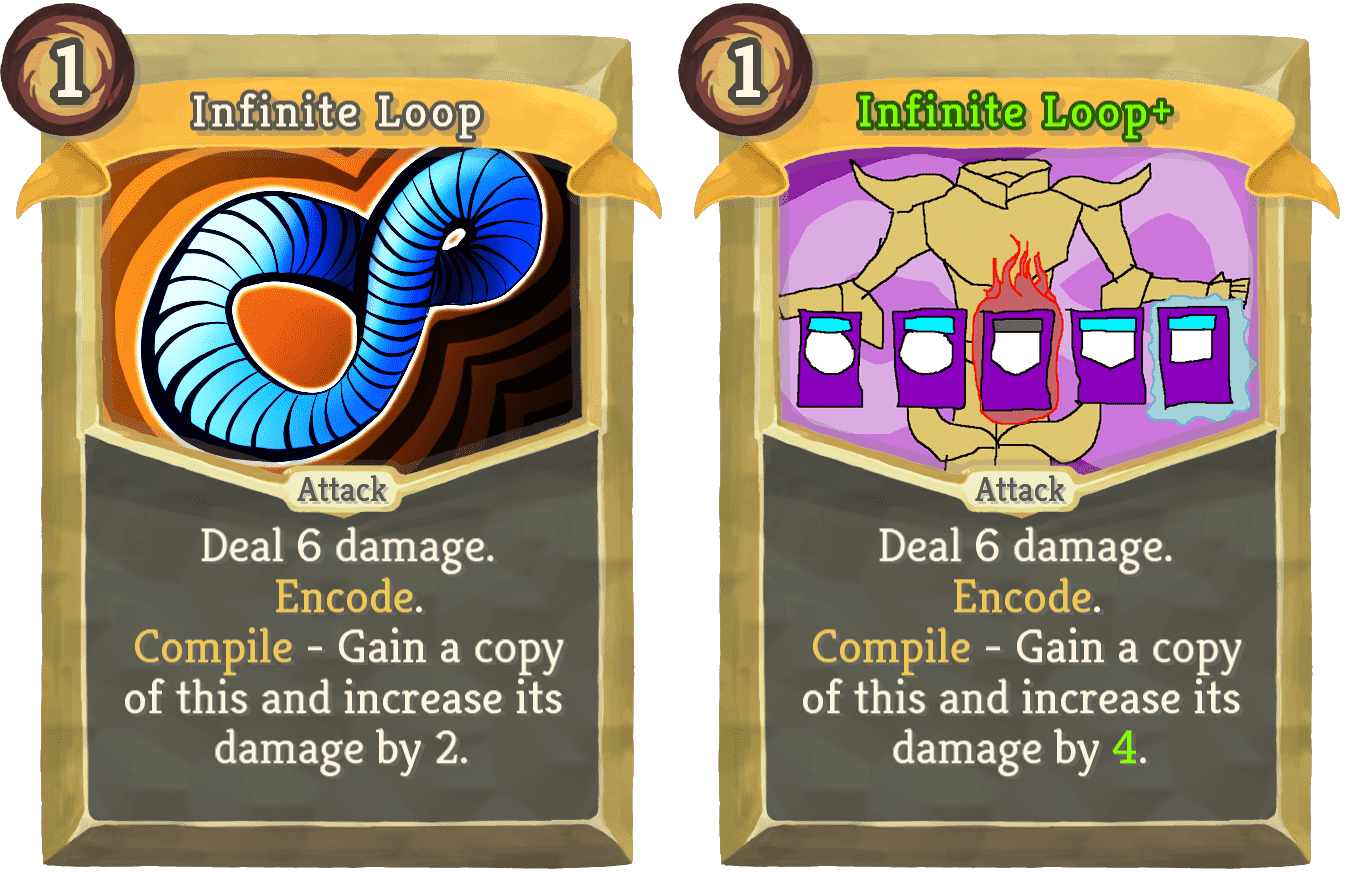 1
Infinite Loop
Attack
Deal 6 damage.
Encode.
Compile - Gain a copy
of this and increase its
damage by 2.
1
Infinite Loop+
Attack
Deal 6 damage.
Encode.
Compile - Gain a copy
of this and increase its
damage by 4.